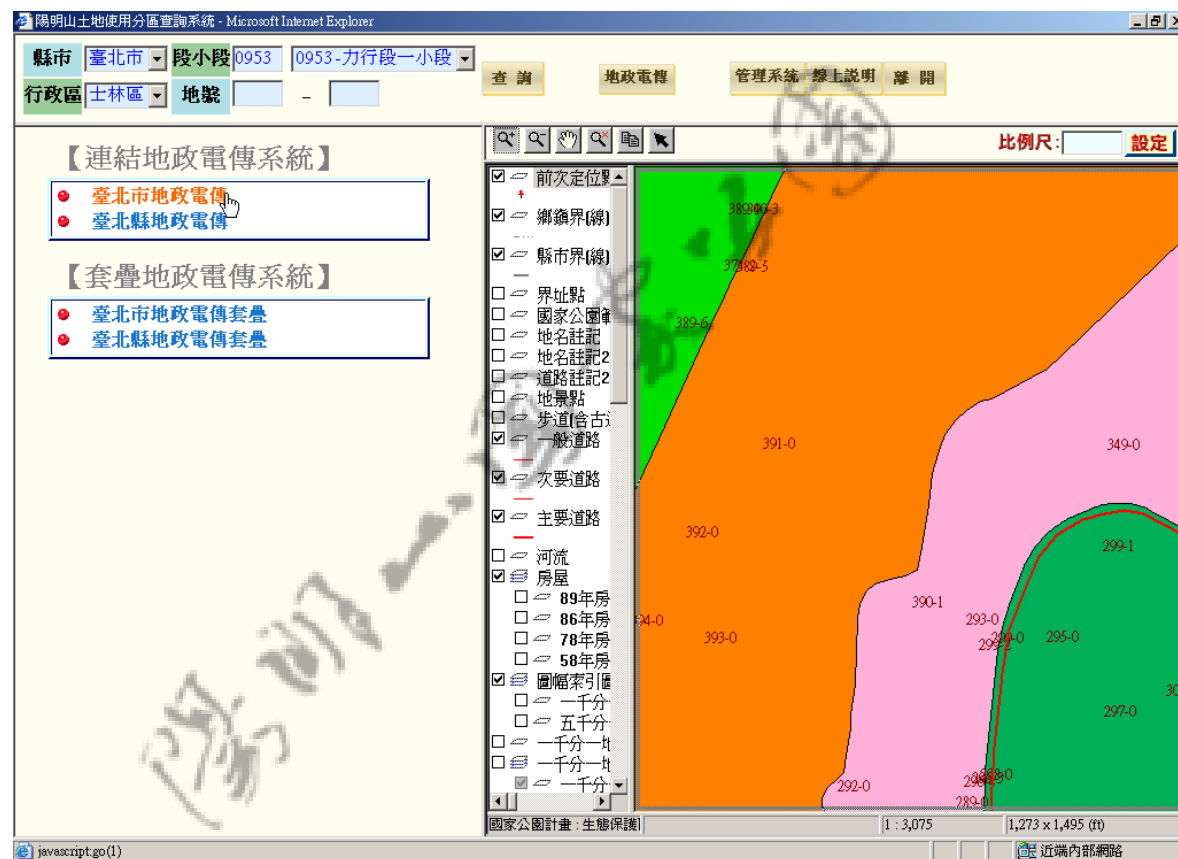 陽明山土地使用分區查詢系統 - Microsoft Internet Explorer
縣市 臺北市 段小段 0953 0953-力行段一小段
行政區 士林區 地號 -
查 詢 地政電傳 管理系統 線上說明 離 開
比例尺: 設定
【連結地政電傳系統】
臺北市地政電傳
臺北縣地政電傳
【套疊地政電傳系統】
臺北市地政電傳套疊
臺北縣地政電傳套疊
前次定位點
鄉鎮界(線)
縣市界(線)
界址點
國家公園範
地名註記
地名註記2
道路註記2
地景點
步道(含古道
一般道路
次要道路
主要道路
河流
房屋
89年房
86年房
78年房
58年房
圖幅索引圖
一千分
五千分
一千分一地
一千分一地
一千分
389-6
391-0
349-0
392-0
299-1
390-1
293-0
393-0
295-0
297-0
292-0
289-0
國家公園計畫 : 生態保護
1 : 3,075
1,273 x 1,495 (ft)
javascript:go(1)
近端內部網路